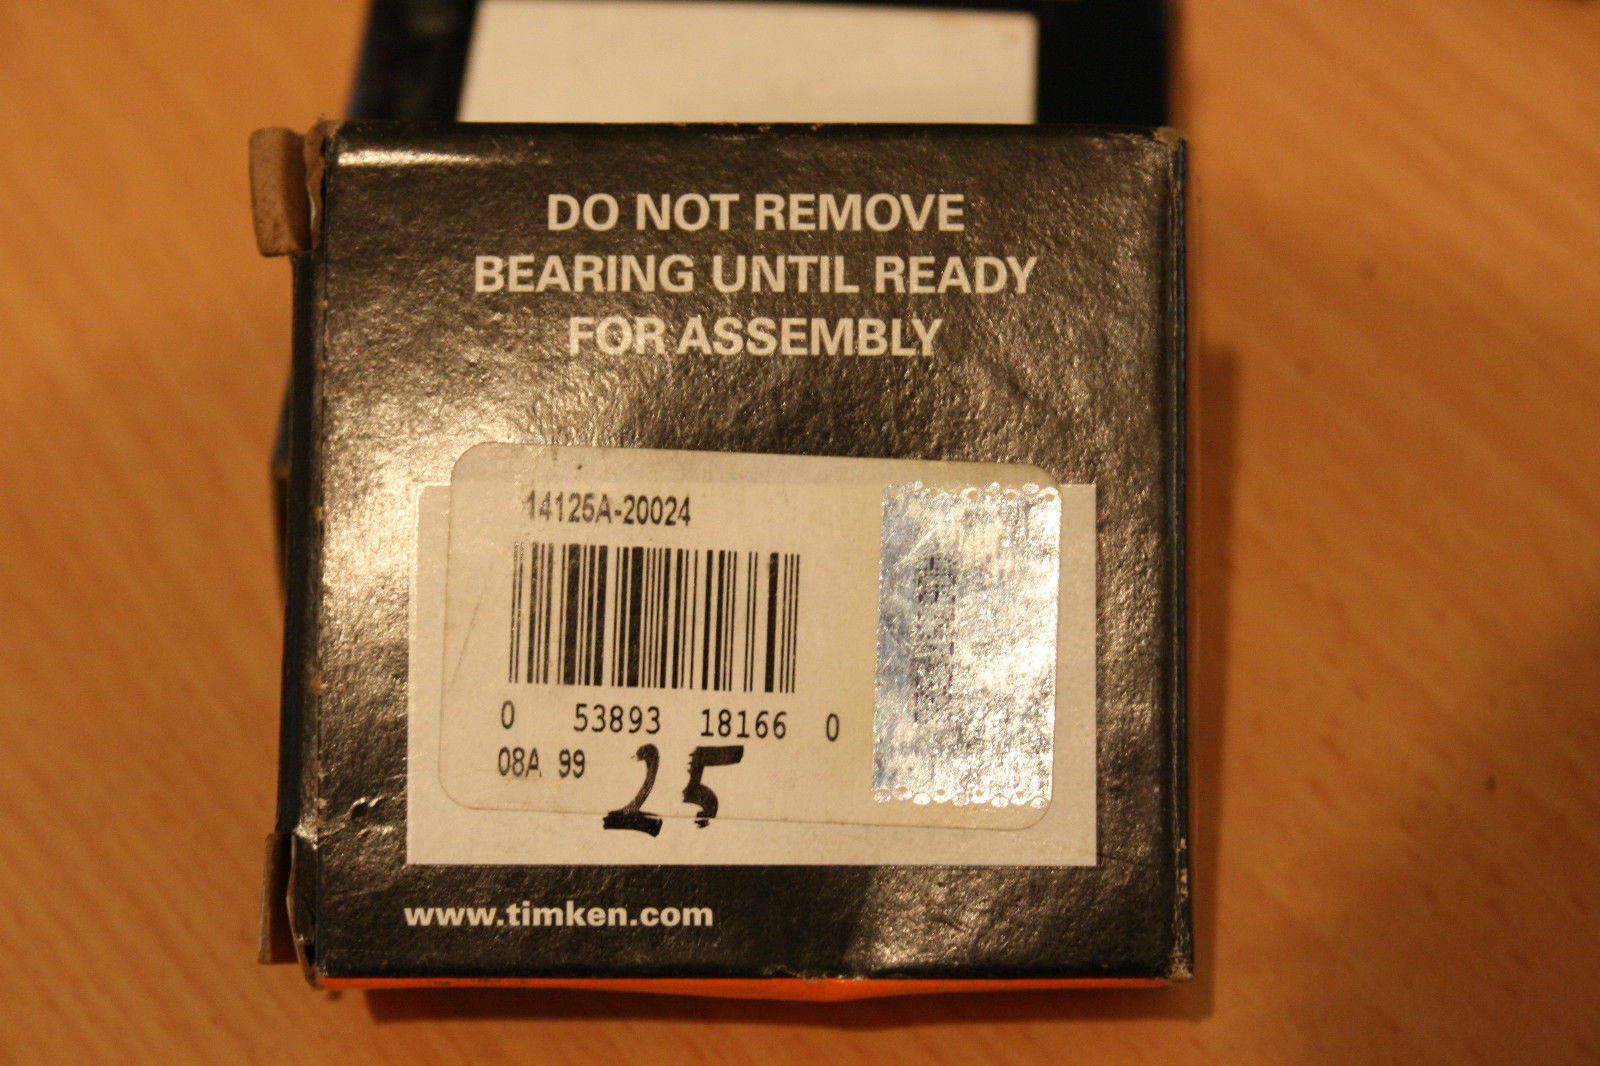 DO NOT REMOVE
BEARING UNTIL READY
FOR ASSEMBLY
14125A-20024
0 53893 18166 0
08A 99
25
www.timken.com